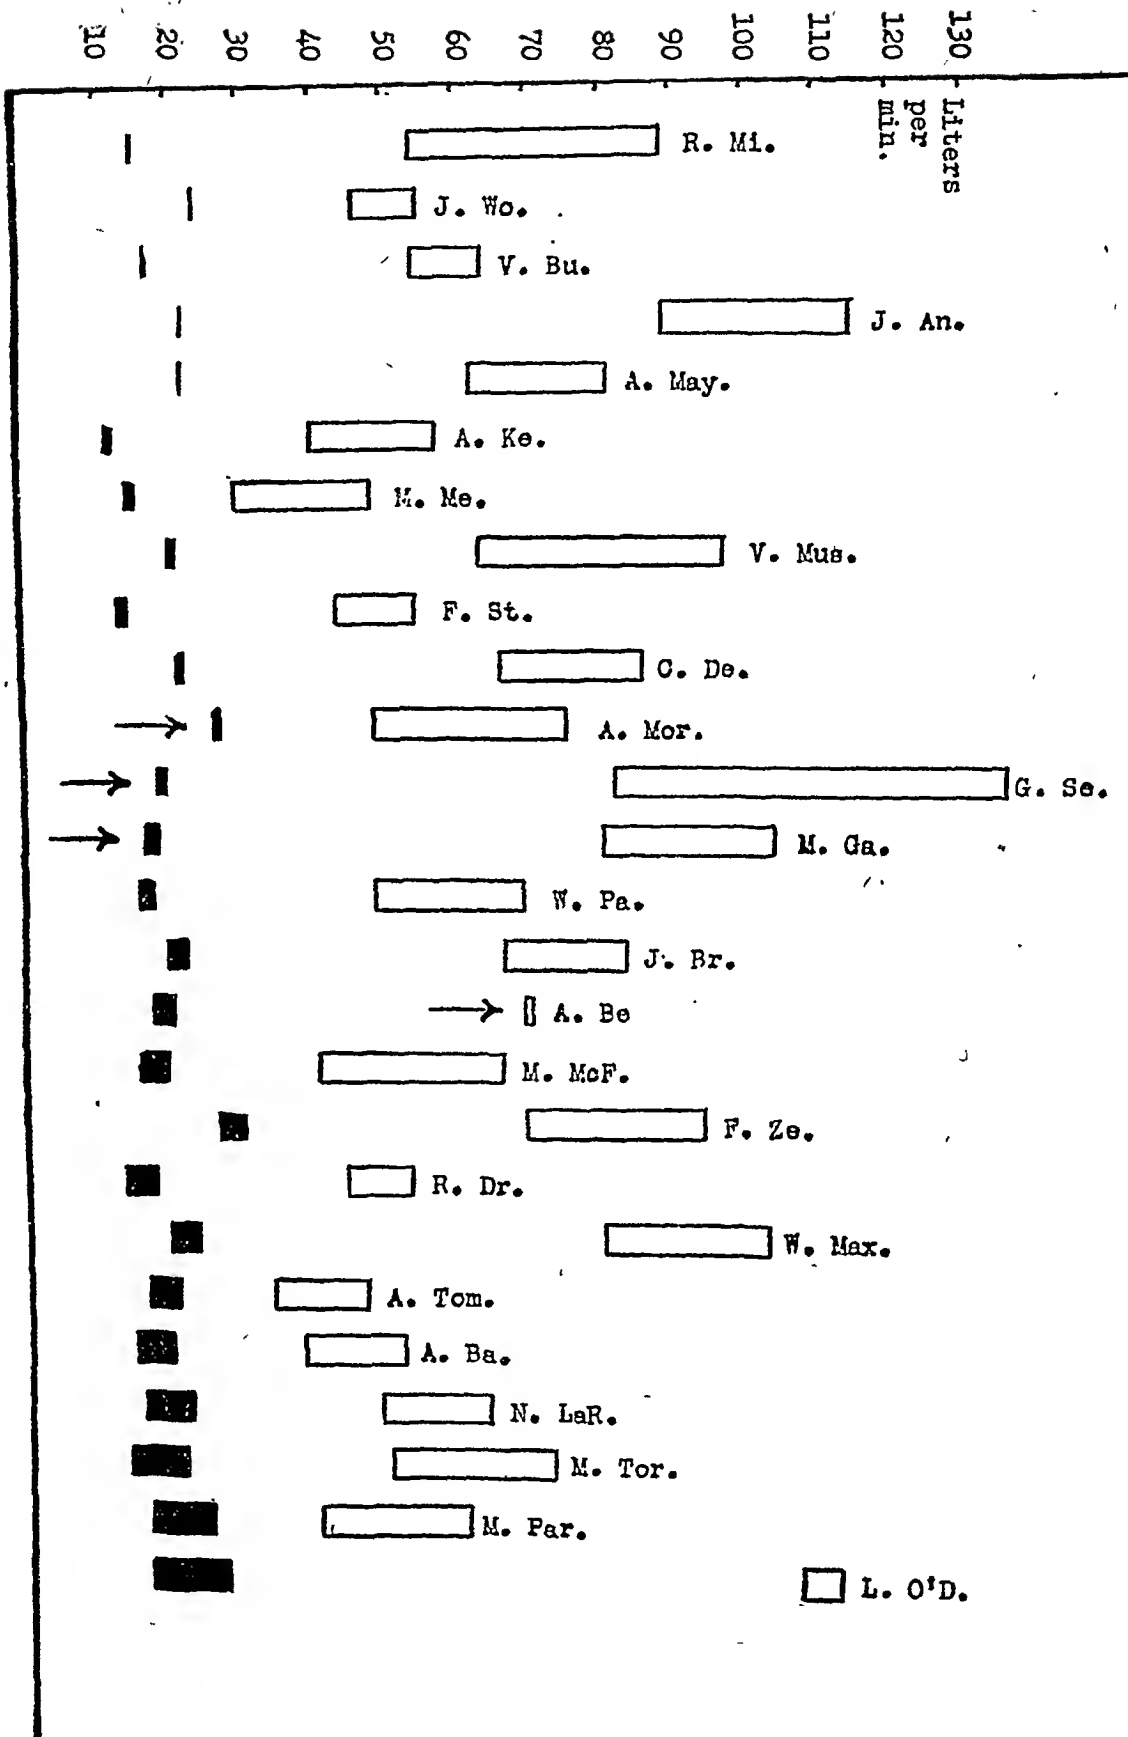 10
20
30
40
50
60
70
80
90
100
110
120
130
Liters
per
min.
R. Mi.
J. Wo.
V. Bu.
J. An.
A. May.
A. Ke.
M. Me.
V. Mus.
F. St.
C. De.
A. Mor.
G. Se.
M. Ga.
W. Pa.
J. Br.
A. Be
M. McF.
F. Ze.
R. Dr.
W. Max.
A. Tom.
A. Ba.
N. LaR.
M. Tor.
M. Par.
L. O'D.